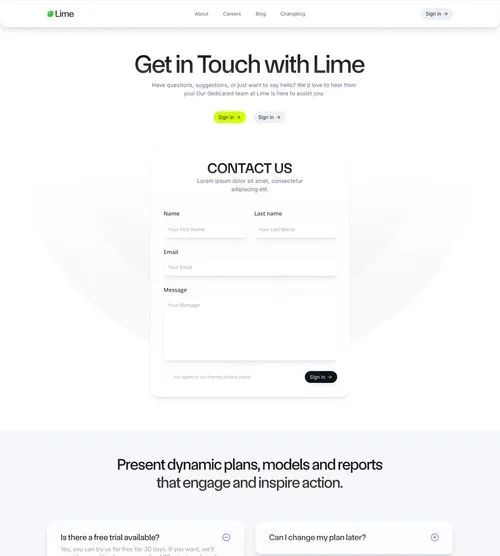 Lime
About
Careers
Blog
Changelog
Sign in →
Get in Touch with Lime
Have questions, suggestions, or just want to say hello? We'd love to hear from
you! Our dedicated team at Lime is here to assist you.
Sign in →
Sign in →
CONTACT US
Lorem ipsum dolor sit amet, consectetur
adipiscing elit.
Name
Last name
Your First Name
Your Last Name
Email
Your Email
Message
Your Message
You agree to our friendly privacy policy.
Sign in →
Present dynamic plans, models and reports
that engage and inspire action.
Is there a free trial available?
Can I change my plan later?
Yes, you can try us for free for 30 days. If you want, we'll